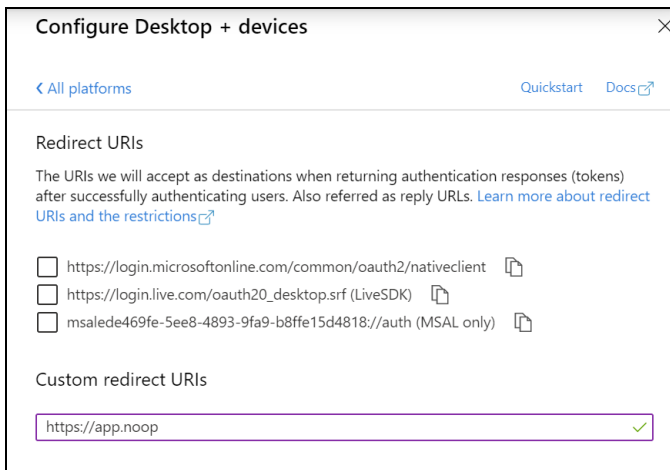 Configure Desktop + devices
All platforms
Quickstart
Docs
Redirect URIs
The URIs we will accept as destinations when returning authentication responses (tokens)
after successfully authenticating users. Also referred as reply URLs. Learn more about redirect
URIs and the restrictions
https://login.microsoftonline.com/common/oauth2/nativeclient
https://login.live.com/oauth20_desktop.srf (LiveSDK)
msalede469fe-5ee8-4893-9fa9-b8ffe15d4818://auth (MSAL only)
Custom redirect URIs
https://app.noop